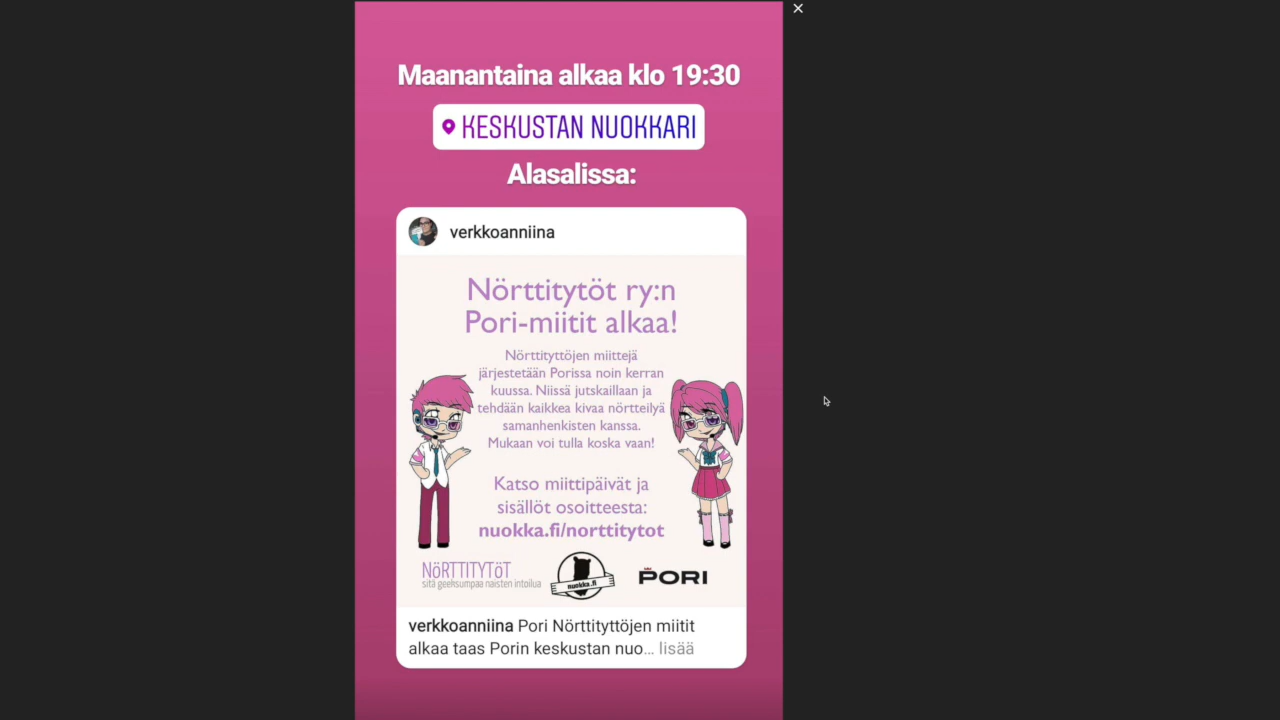 Maanantaina alkaa klo 19:30
KESKUSTAN NUOKKARI
Alasalissa:
verkkoanniina
Nörttitytöt ry:n
Pori-miitit alkaa!
Nörttityttöjen miittejä
järjestetään Porissa noin kerran
kuussa. Niissä jutskaillaan ja
tehdään kaikkea kivaa nörtteilyä
samanhenkisten kanssa.
Mukaan voi tulla koska vaan!
Katso miittipäivät ja
sisällöt osoitteesta:
nuokka.fi/norttitytot
NöRTTITYTöT
sitä geeksumpaa naisten intoilua
nuokka.fi
PORI
verkkoanniina Pori Nörttityttöjen miitit
alkaa taas Porin keskustan nuo... lisää